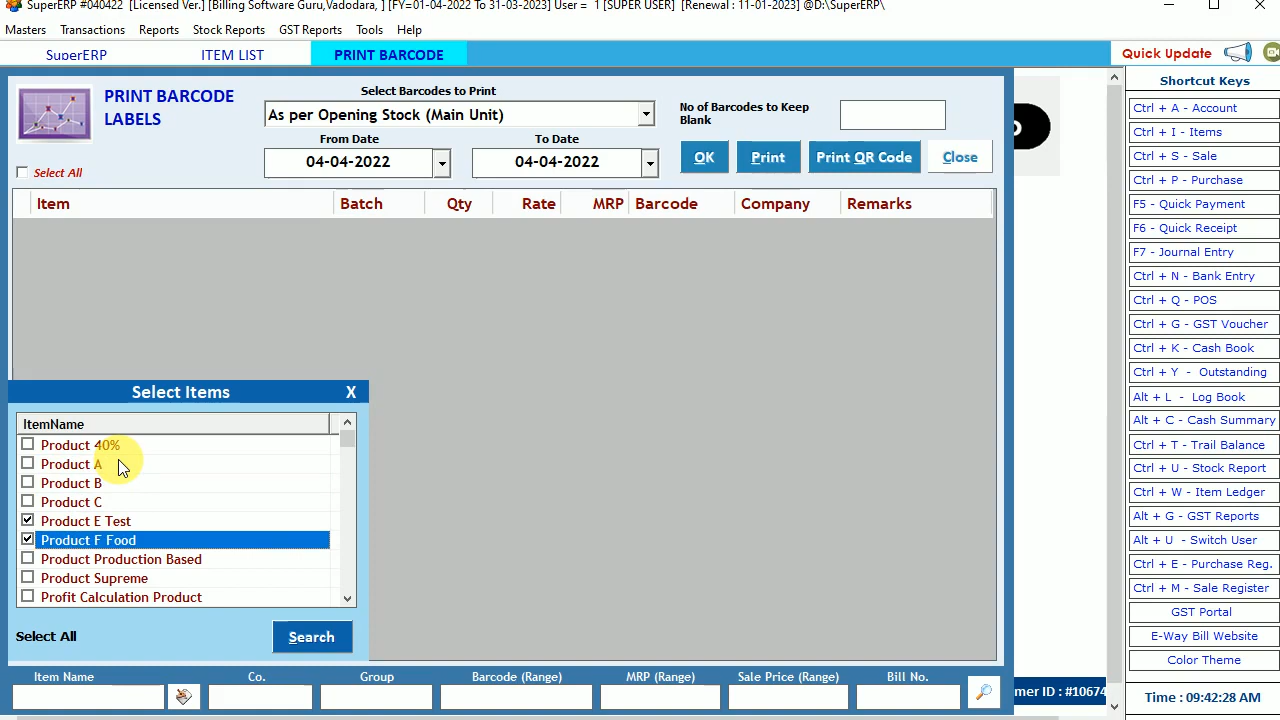 SuperERP #040422 [Licensed Ver.] [Billing Software Guru,Vadodara, ] [FY=01-04-2022 To 31-03-2023] User = 1 [SUPER USER] [Renewal : 11-01-2023] @D:\SuperERP\
Masters Transactions Reports Stock Reports GST Reports Tools Help
SuperERP ITEM LIST PRINT BARCODE Quick Update
PRINT BARCODE LABELS
Select Barcodes to Print
As per Opening Stock (Main Unit)
No of Barcodes to Keep Blank
From Date To Date
04-04-2022 04-04-2022
OK Print Print QR Code Close
Select All
Item Batch Qty Rate MRP Barcode Company Remarks
Select Items X
ItemName
Product 40%
Product A
Product B
Product C
Product E Test
Product F Food
Product Production Based
Product Supreme
Profit Calculation Product
Select All Search
Item Name Co. Group Barcode (Range) MRP (Range) Sale Price (Range) Bill No.
mer ID : #10674
Shortcut Keys
Ctrl + A - Account
Ctrl + I - Items
Ctrl + S - Sale
Ctrl + P - Purchase
F5 - Quick Payment
F6 - Quick Receipt
F7 - Journal Entry
Ctrl + N - Bank Entry
Ctrl + Q - POS
Ctrl + G - GST Voucher
Ctrl + K - Cash Book
Ctrl + Y - Outstanding
Alt + L - Log Book
Alt + C - Cash Summary
Ctrl + T - Trail Balance
Ctrl + U - Stock Report
Ctrl + W - Item Ledger
Alt + G - GST Reports
Alt + U - Switch User
Ctrl + E - Purchase Reg.
Ctrl + M - Sale Register
GST Portal
E-Way Bill Website
Color Theme
Time : 09:42:28 AM